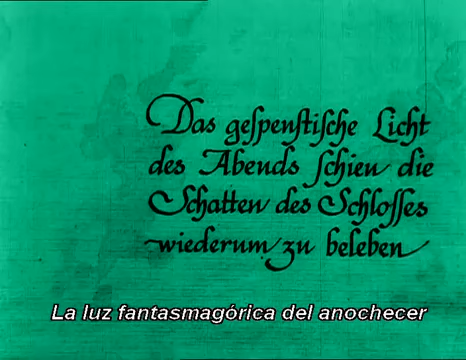 Das gespenstische Licht
des Abends schien die
Schatten des Schlosses
wiederum zu beleben
La luz fantasmagórica del anochecer